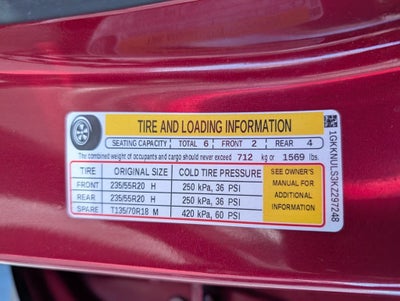 TIRE AND LOADING INFORMATION
SEATING CAPACITY TOTAL 6 FRONT 2 REAR 4
The combined weight of occupants and cargo should never exceed 712 kg or 1569 lbs.
TIRE ORIGINAL SIZE COLD TIRE PRESSURE
FRONT 235/55R20 H 250 kPa, 36 PSI
REAR 235/55R20 H 250 kPa, 36 PSI
SPARE T135/70R18 M 420 kPa, 60 PSI
SEE OWNER'S
MANUAL FOR
ADDITIONAL
INFORMATION
1GKKNULS3KZ297248